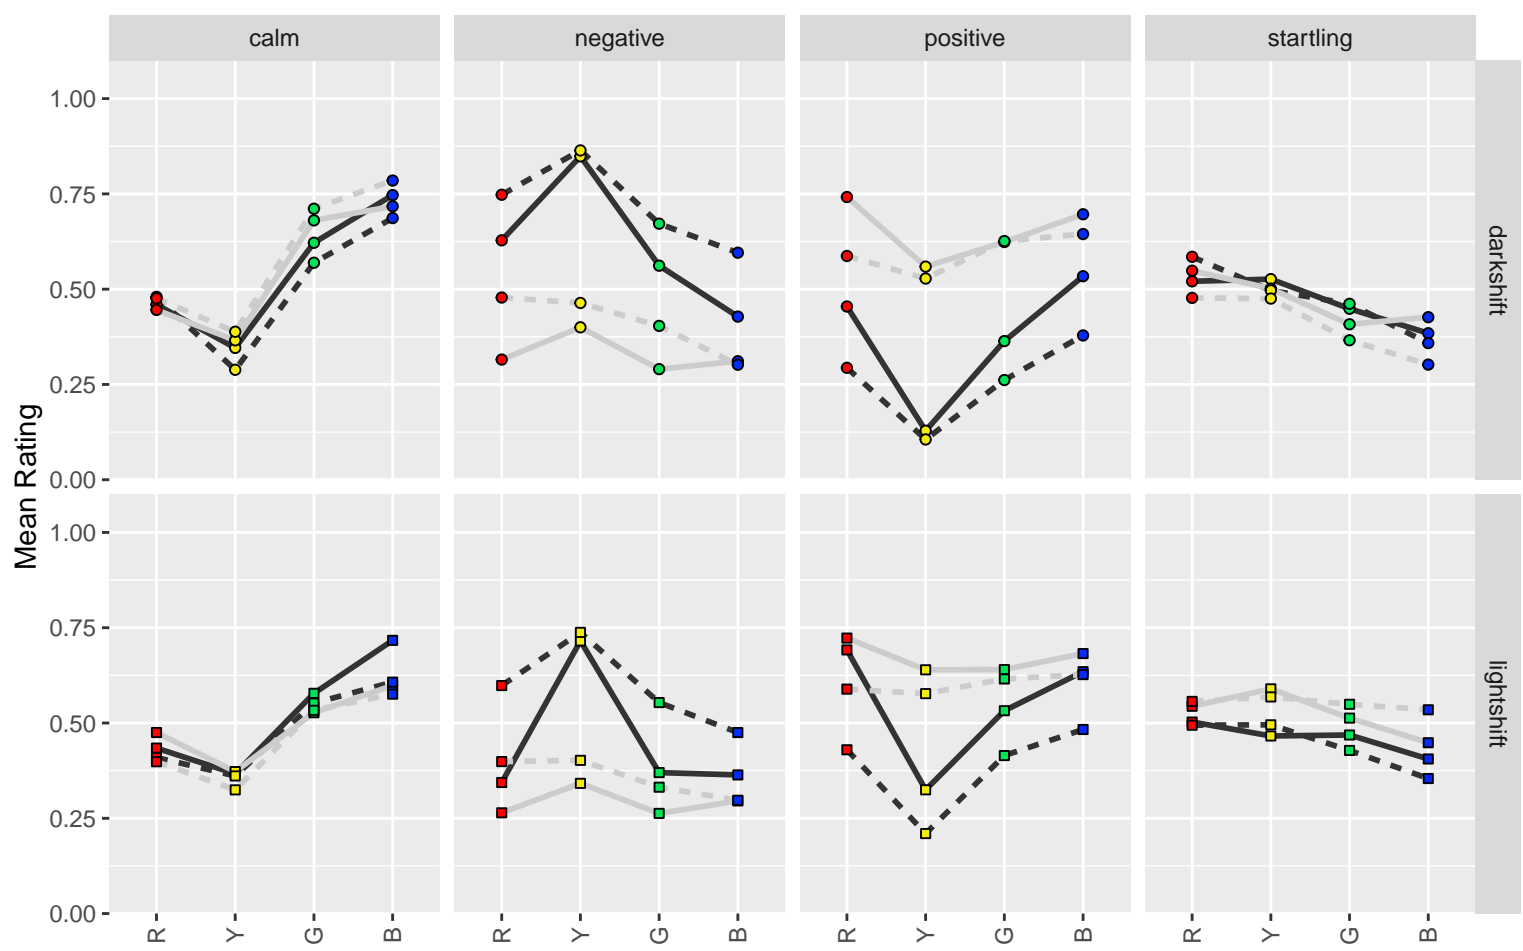 calm negative positive startling
1.00
0.75
0.50
0.25
0.00
darkshift
Mean Rating
1.00
0.75
0.50
0.25
0.00
lightshift
R Y G B R Y G B R Y G B R Y G B